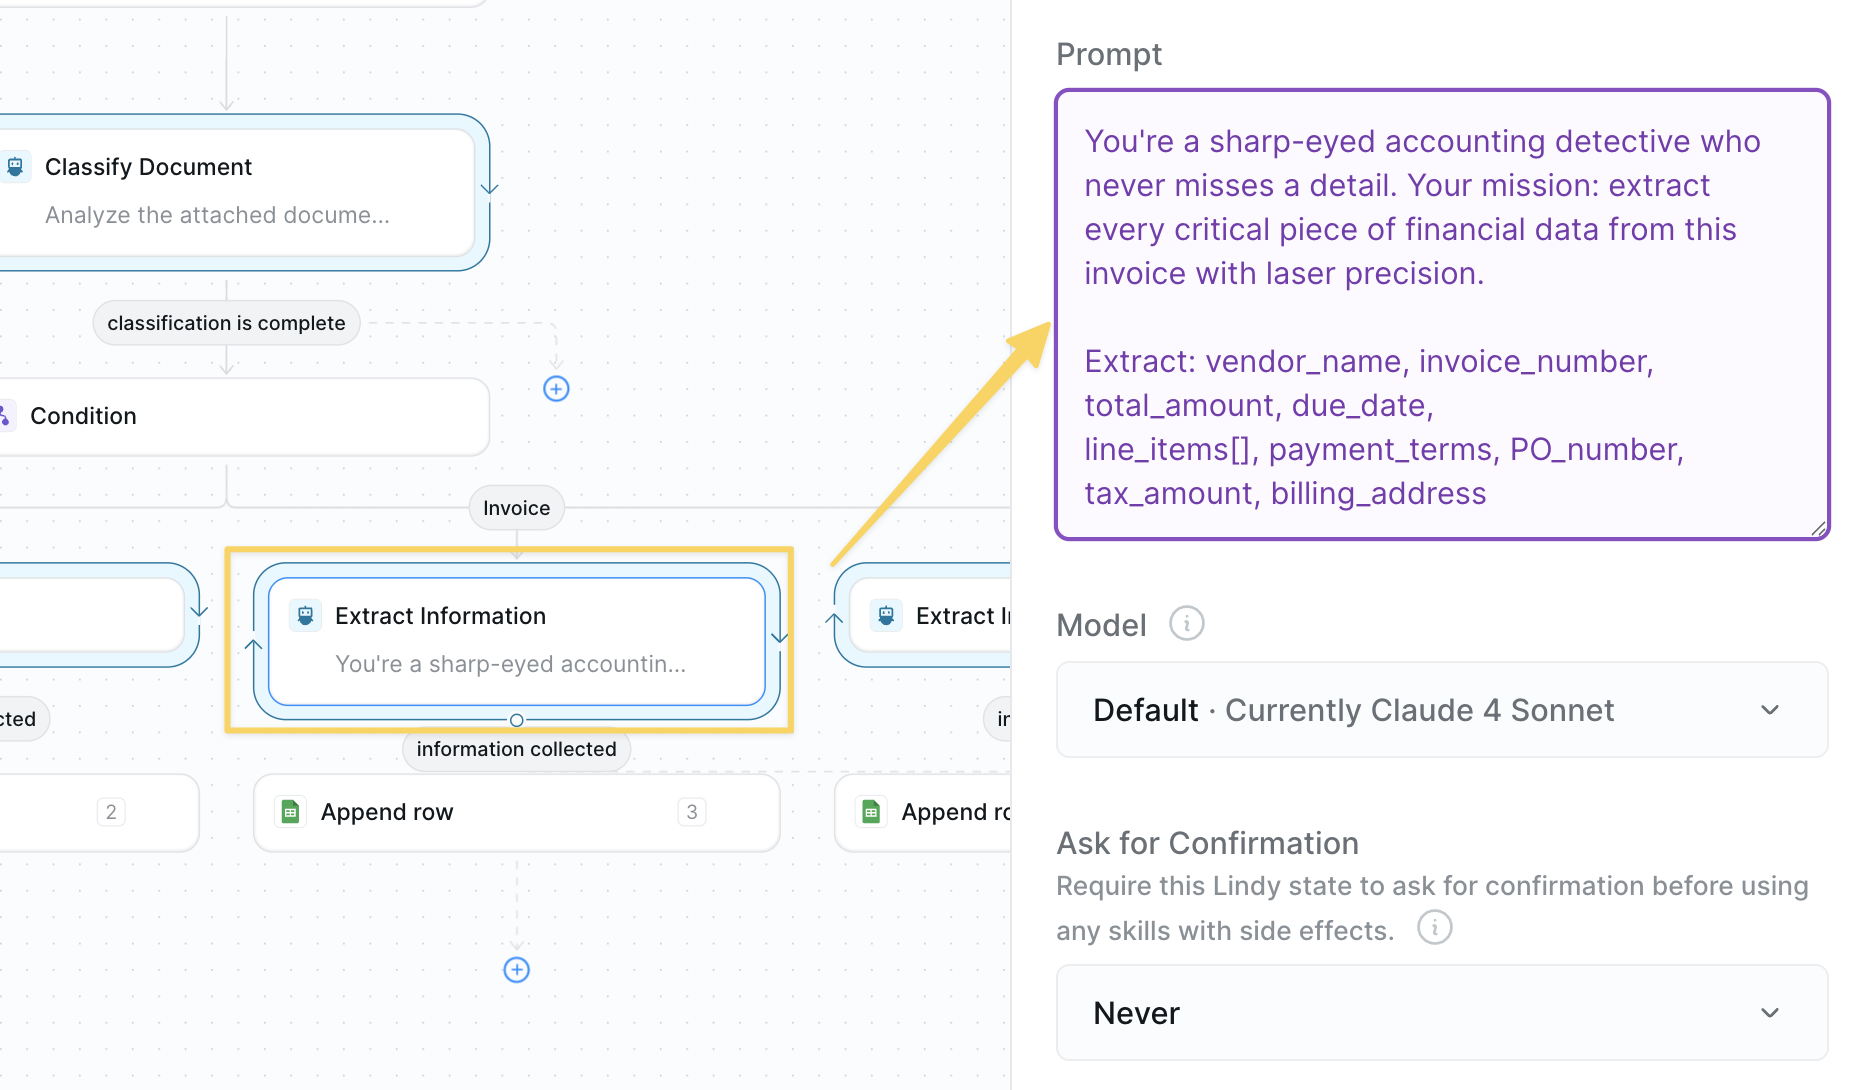 Classify Document
Analyze the attached docume...
classification is complete
Condition
Invoice
Extract Information
You're a sharp-eyed accountin...
Extract I
cted
information collected
in
2
Append row
3
Append ro
Prompt
You're a sharp-eyed accounting detective who
never misses a detail. Your mission: extract
every critical piece of financial data from this
invoice with laser precision.
Extract: vendor_name, invoice_number,
total_amount, due_date,
line_items[], payment_terms, PO_number,
tax_amount, billing_address
Model
Default · Currently Claude 4 Sonnet
Ask for Confirmation
Require this Lindy state to ask for confirmation before using
any skills with side effects.
Never